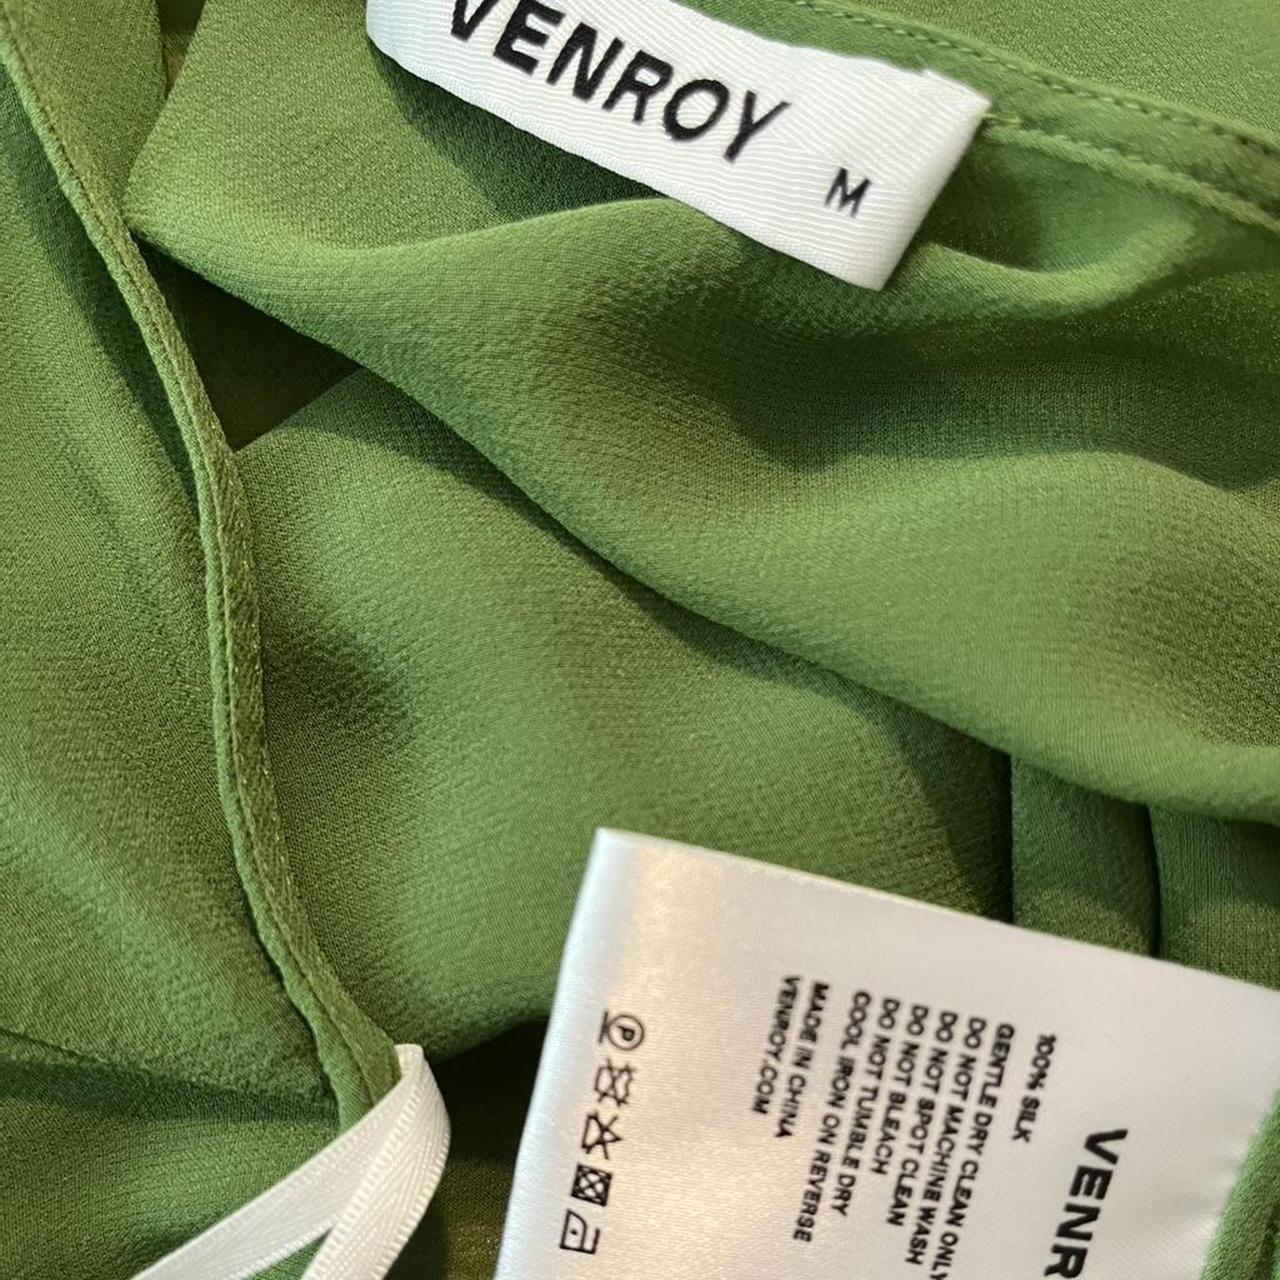 VENROY
M
VENR
100% SILK
GENTLE DRY CLEAN ONLY
DO NOT MACHINE WASH
DO NOT SPOT CLEAN
DO NOT BLEACH
DO NOT TUMBLE DRY
COOL IRON ON REVERSE
MADE IN CHINA
VENROY.COM
P